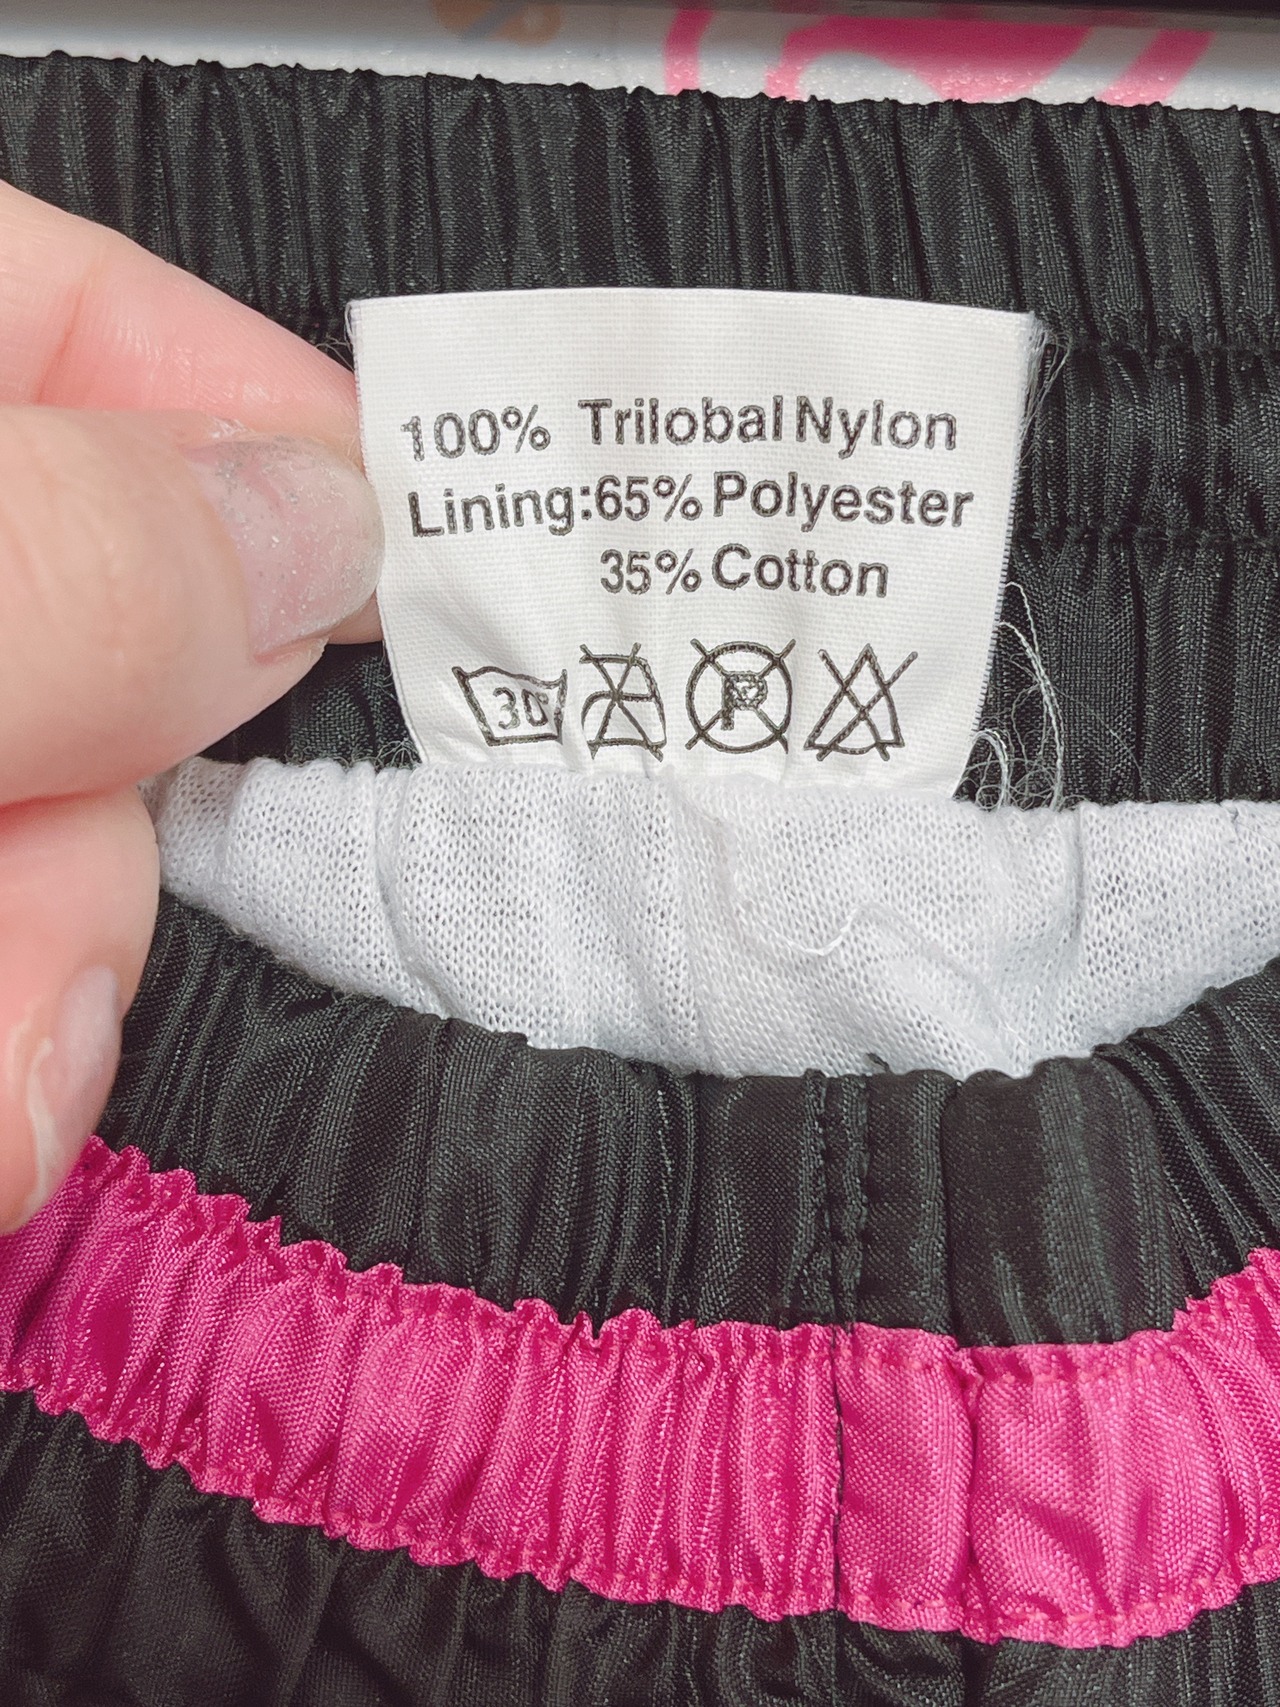 100% Trilobal Nylon
Lining:65% Polyester
35% Cotton
30° P